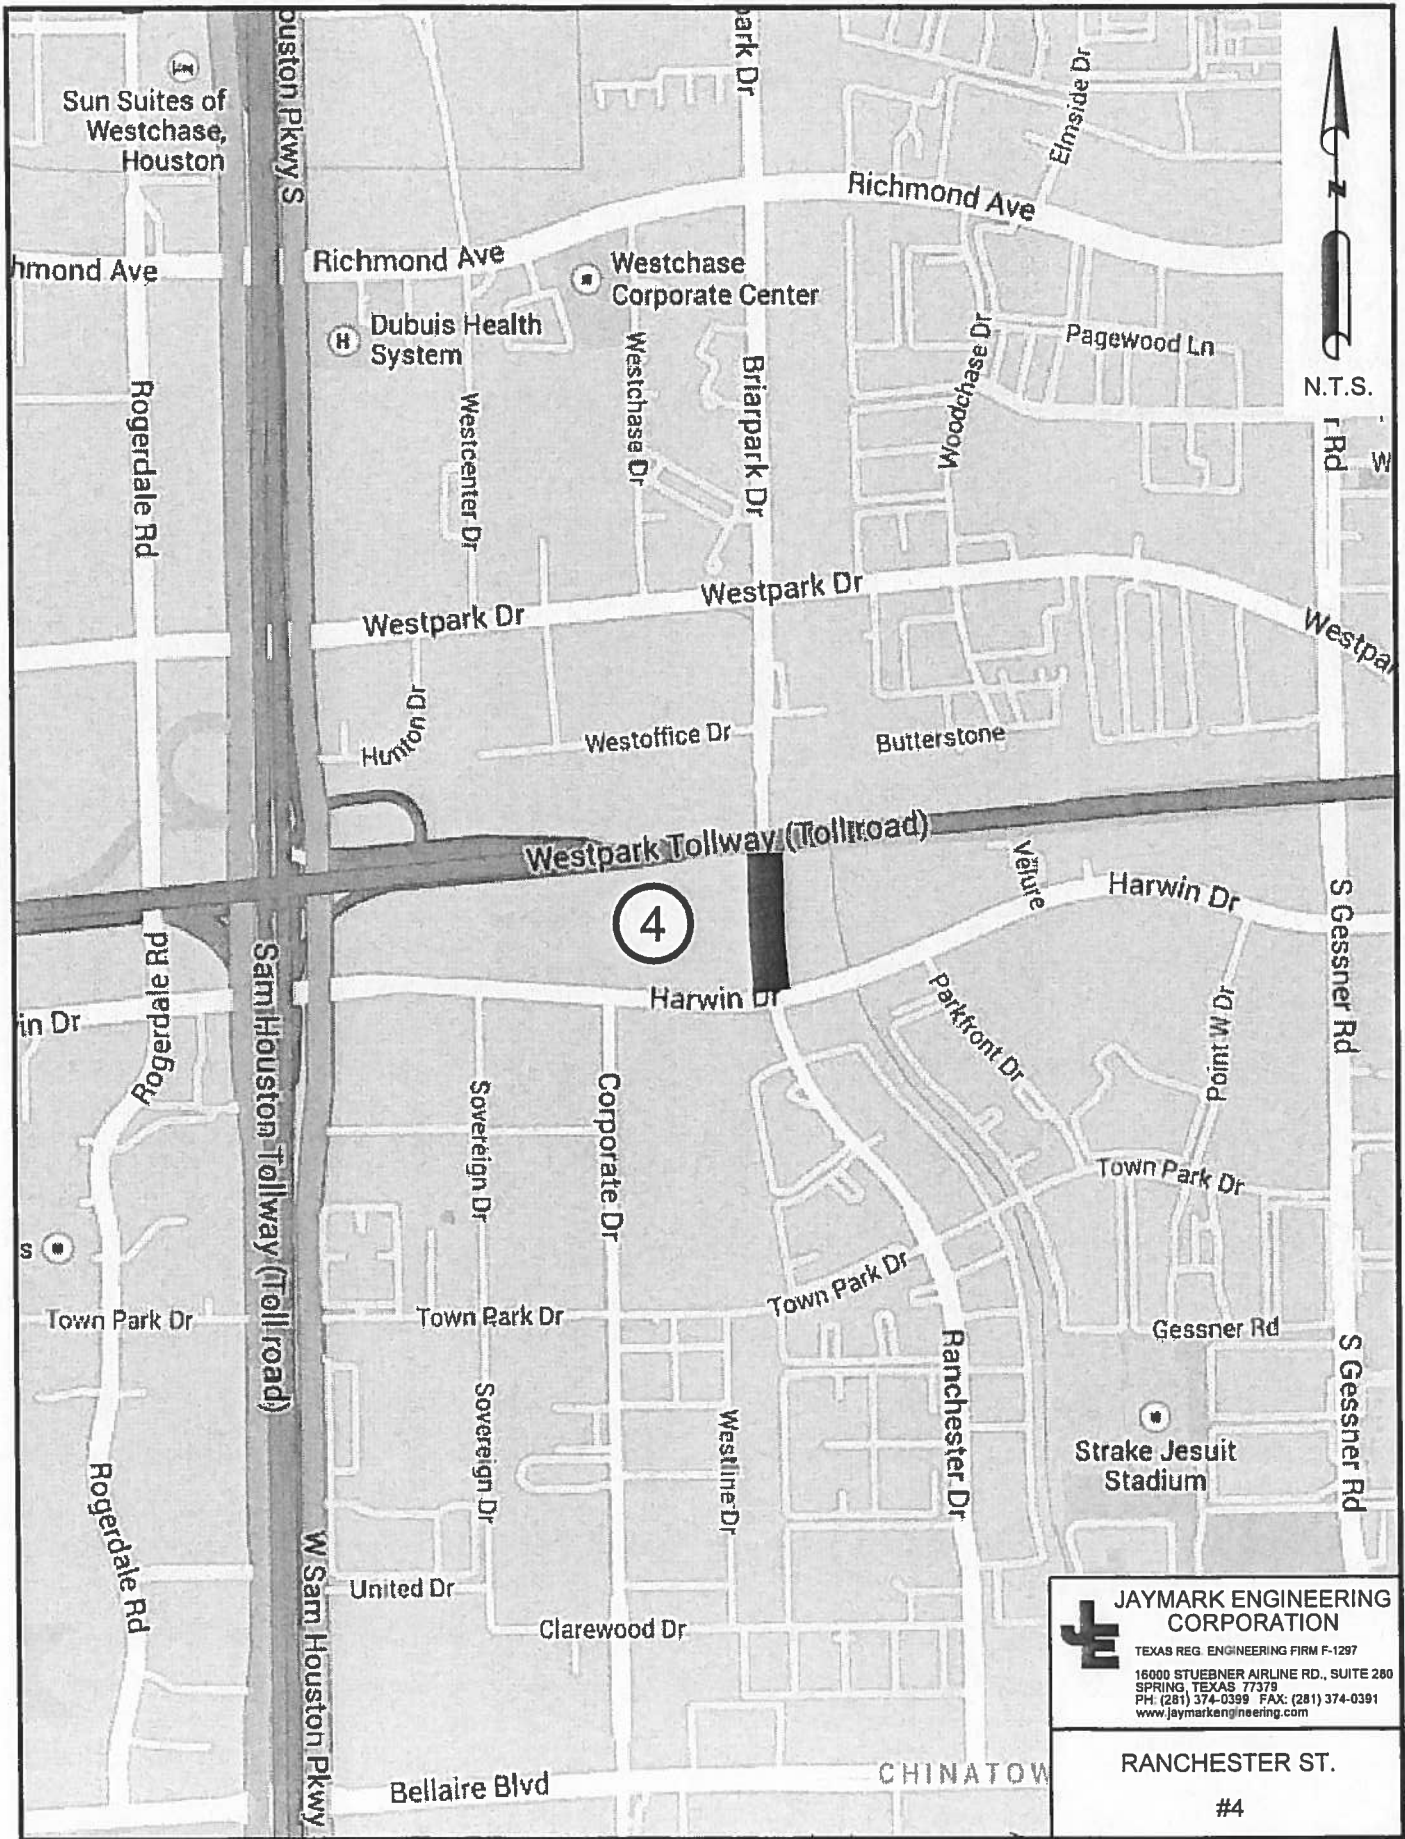 ouston Pkwy S
park Dr
Elmside Dr
Sun Suites of
Westchase,
Houston
Richmond Ave
Richmond Ave
hmond Ave
Westchase
Corporate Center
H
Dubuis Health
System
Pagewood Ln
N
N.T.S.
Rogerdale Rd
Westcenter Dr
Westchase Dr
Briarpark Dr
Woodchase Dr
r Rd
W
Westpark Dr
Westpark Dr
Westpar
Hunton Dr
Westoffice Dr
Butterstone
Westpark Tollway (Tollroad)
Velure
Harwin Dr
S Gessner Rd
4
Rogerdale Rd
Sam Houston Tollway (Toll road)
Harwin Dr
in Dr
Parkfront Dr
Point W Dr
Sovereign Dr
Corporate Dr
Town Park Dr
s
Town Park Dr
Town Park Dr
Town Park Dr
Gessner Rd
Ranchester Dr
S Gessner Rd
Sovereign Dr
Westline Dr
Strake Jesuit
Stadium
Rogerdale Rd
W Sam Houston Pkwy
United Dr
Clarewood Dr
Bellaire Blvd
CHINATOW
JE
JAYMARK ENGINEERING
CORPORATION
TEXAS REG. ENGINEERING FIRM F-1297
16000 STUEBNER AIRLINE RD., SUITE 280
SPRING, TEXAS 77379
PH: (281) 374-0399 FAX: (281) 374-0391
www.jaymarkengineering.com
RANCHESTER ST.
#4